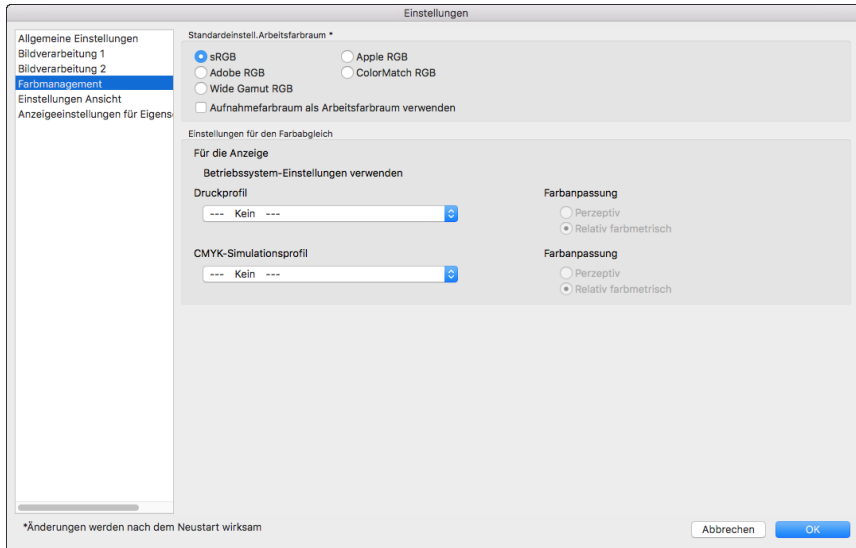 Einstellungen
Allgemeine Einstellungen
Bildverarbeitung 1
Bildverarbeitung 2
Farbmanagement
Einstellungen Ansicht
Anzeigeeinstellungen für Eigens
Standardeinstell.Arbeitsfarbraum *
sRGB
Apple RGB
Adobe RGB
ColorMatch RGB
Wide Gamut RGB
Aufnahmefarbraum als Arbeitsfarbraum verwenden
Einstellungen für den Farbabgleich
Für die Anzeige
Betriebssystem-Einstellungen verwenden
Druckprofil
Farbanpassung
--- Kein ---
Perzeptiv
Relativ farbmetrisch
CMYK-Simulationsprofil
Farbanpassung
--- Kein ---
Perzeptiv
Relativ farbmetrisch
*Änderungen werden nach dem Neustart wirksam
Abbrechen
OK